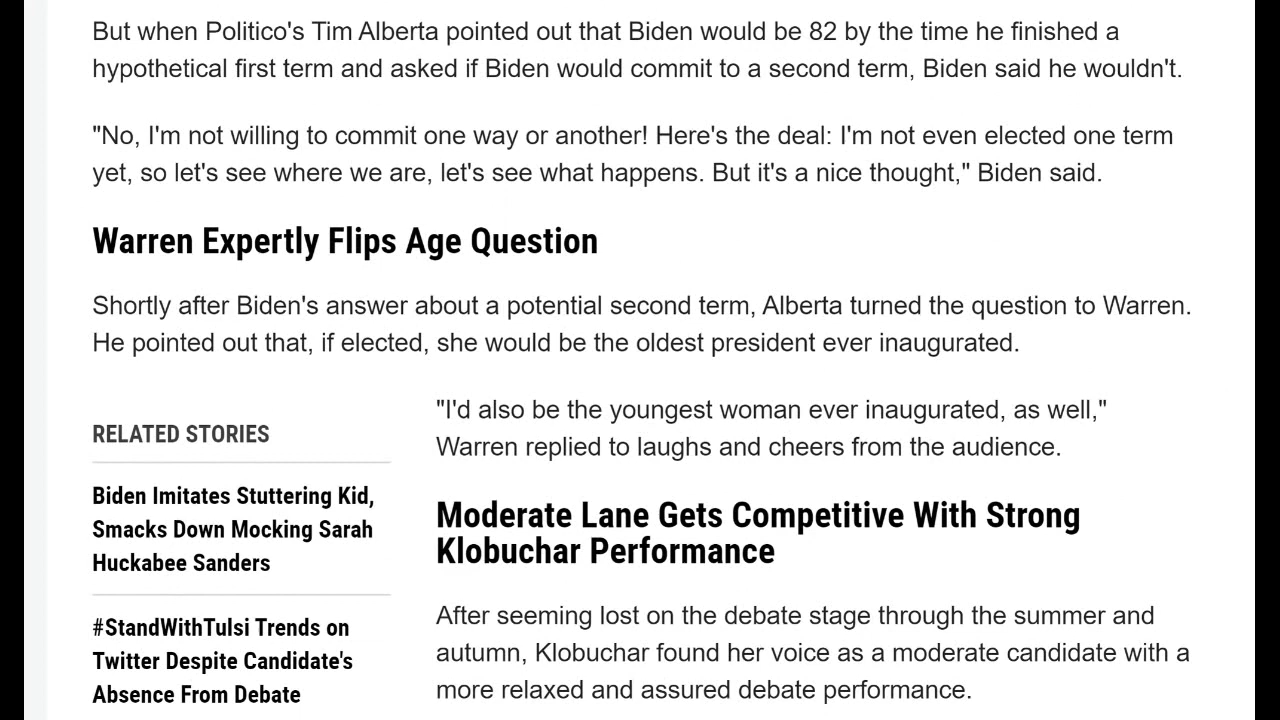 But when Politico's Tim Alberta pointed out that Biden would be 82 by the time he finished a
hypothetical first term and asked if Biden would commit to a second term, Biden said he wouldn't.
"No, I'm not willing to commit one way or another! Here's the deal: I'm not even elected one term
yet, so let's see where we are, let's see what happens. But it's a nice thought," Biden said.
Warren Expertly Flips Age Question
Shortly after Biden's answer about a potential second term, Alberta turned the question to Warren.
He pointed out that, if elected, she would be the oldest president ever inaugurated.
RELATED STORIES
Biden Imitates Stuttering Kid,
Smacks Down Mocking Sarah
Huckabee Sanders
#StandWithTulsi Trends on
Twitter Despite Candidate's
Absence From Debate
"I'd also be the youngest woman ever inaugurated, as well,"
Warren replied to laughs and cheers from the audience.
Moderate Lane Gets Competitive With Strong
Klobuchar Performance
After seeming lost on the debate stage through the summer and
autumn, Klobuchar found her voice as a moderate candidate with a
more relaxed and assured debate performance.